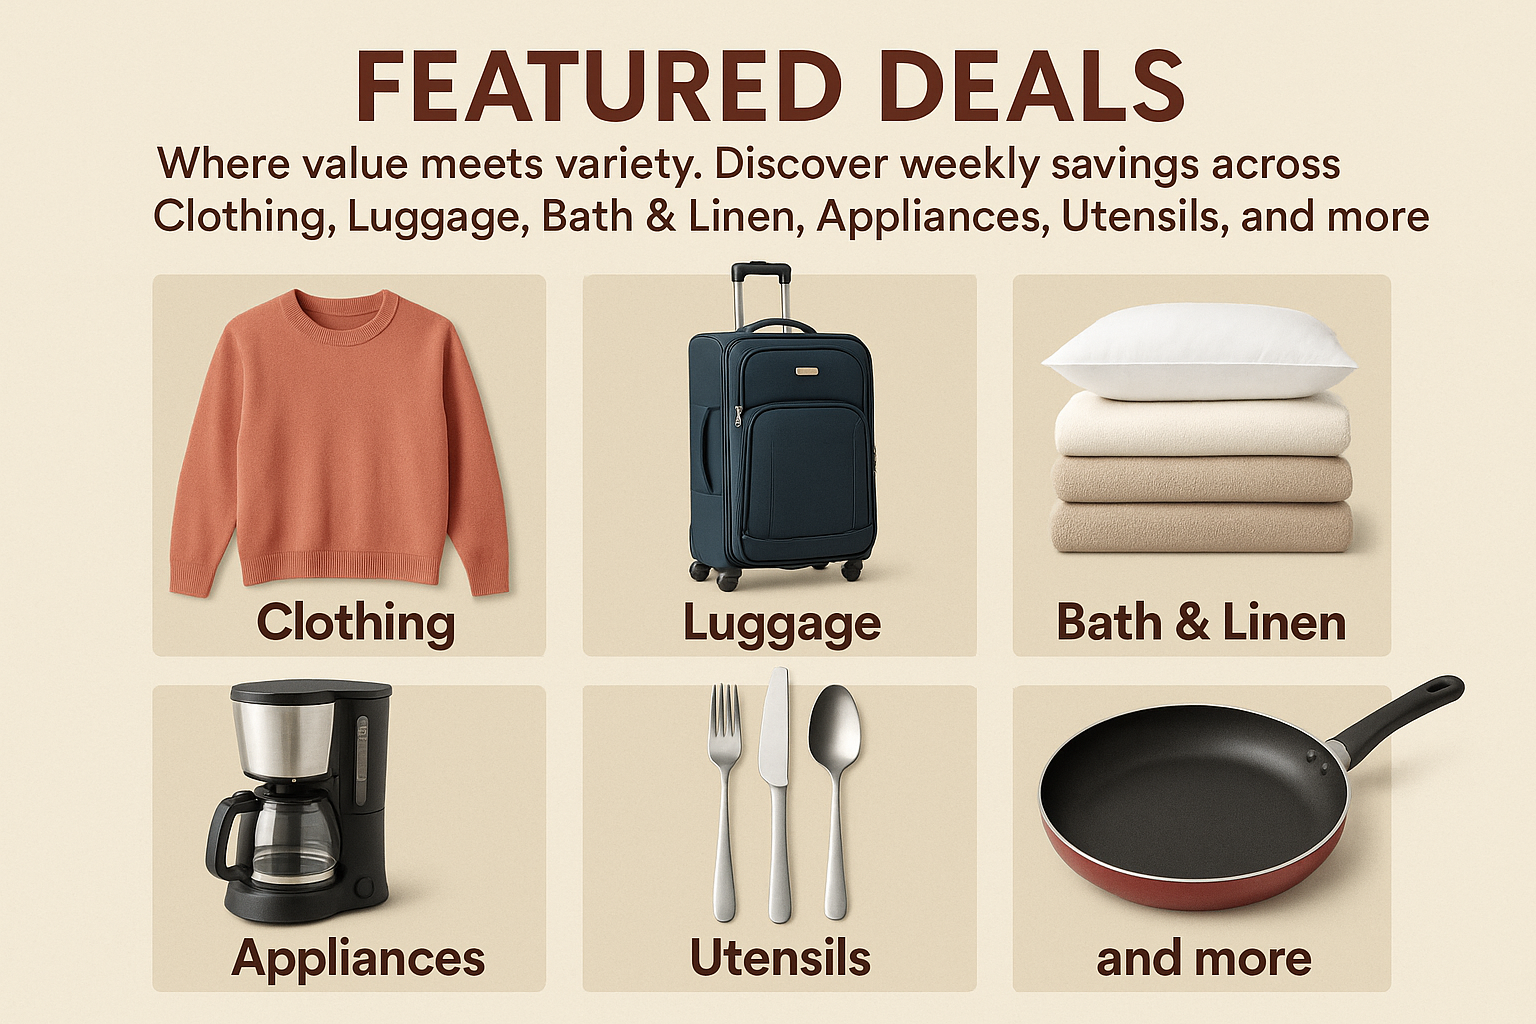 FEATURED DEALS
Where value meets variety. Discover weekly savings across
Clothing, Luggage, Bath & Linen, Appliances, Utensils, and more
Clothing
Luggage
Bath & Linen
Appliances
Utensils
and more